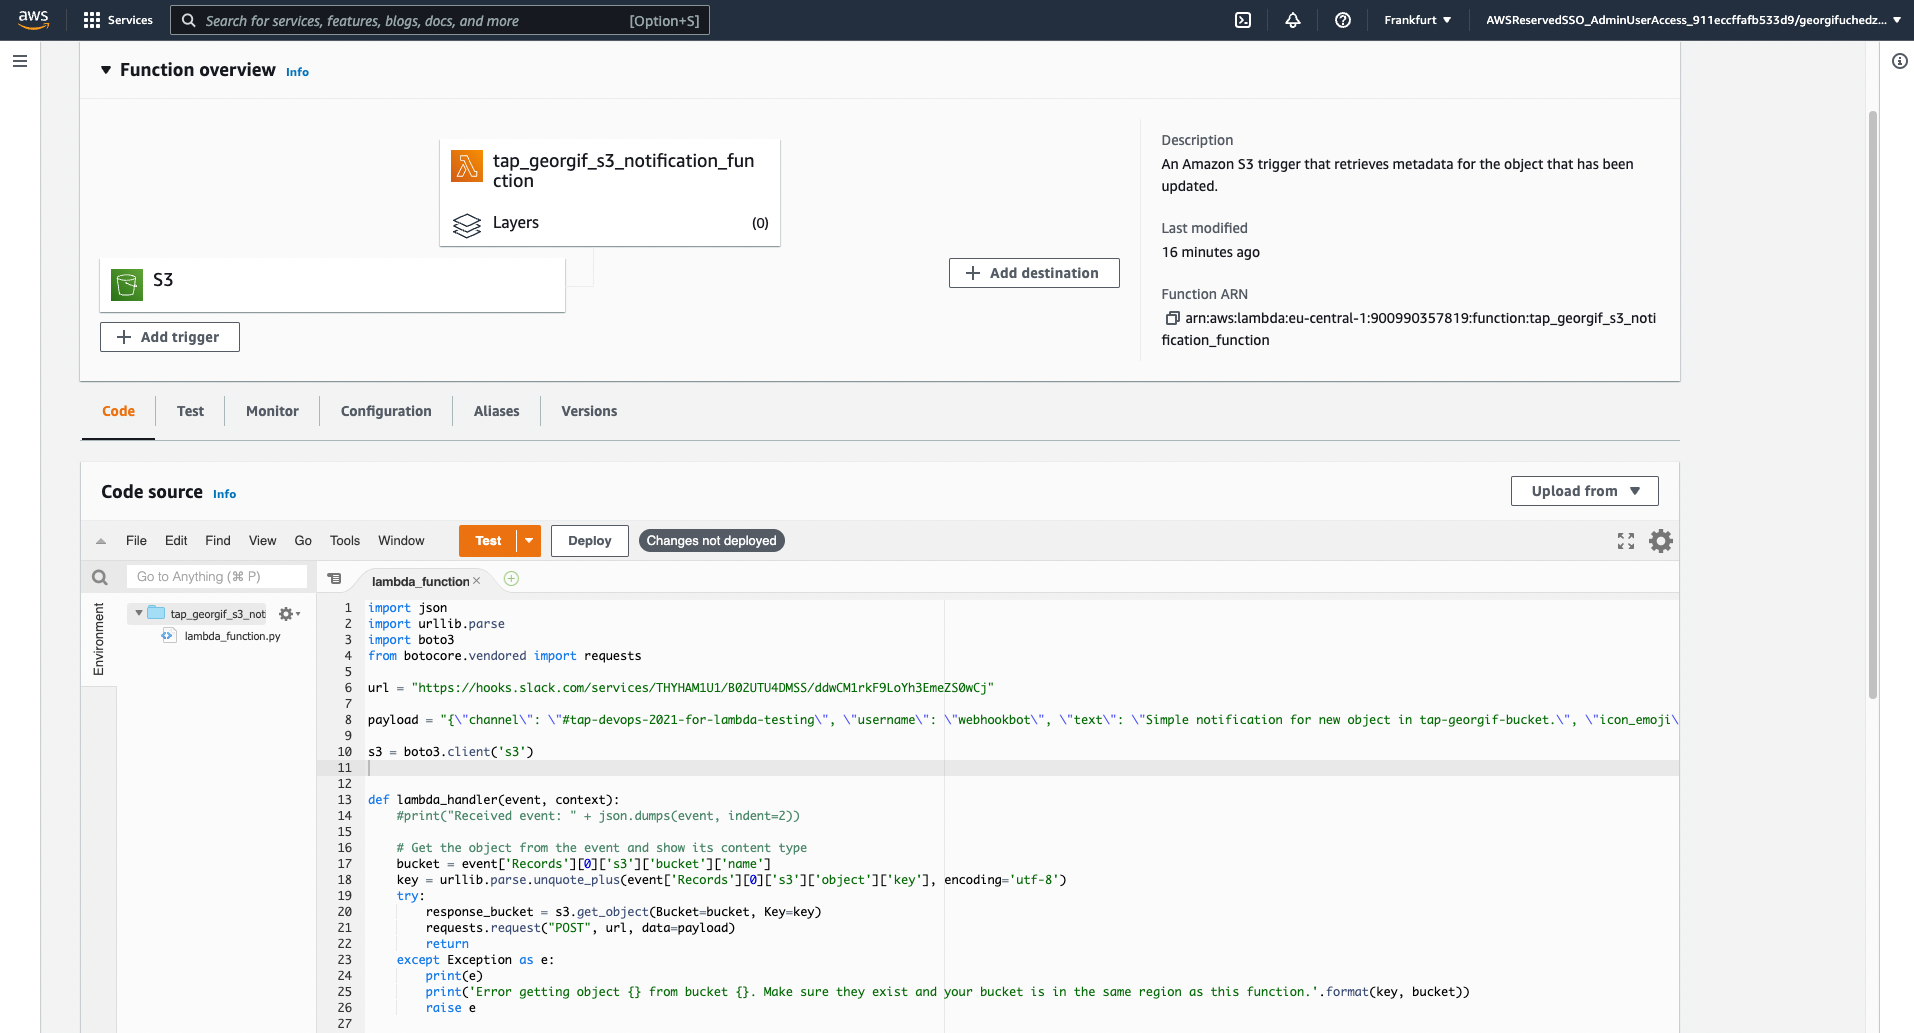 aws
Services
Search for services, features, blogs, docs, and more
[Option+S]
Frankfurt ▼
AWSReservedSSO_AdminUserAccess_911eccffafb533d9/georgifuchedz... ▼
Function overview Info
tap_georgif_s3_notification_fun
ction
Layers (0)
S3
+ Add trigger
+ Add destination
Description
An Amazon S3 trigger that retrieves metadata for the object that has been
updated.
Last modified
16 minutes ago
Function ARN
arn:aws:lambda:eu-central-1:900990357819:function:tap_georgif_s3_noti
fication_function
Code
Test
Monitor
Configuration
Aliases
Versions
Code source Info
Upload from ▼
File Edit Find View Go Tools Window
Test
Deploy
Changes not deployed
Go to Anything (⌘ P)
Environment
tap_georgif_s3_not
lambda_function.py
lambda_function ×
1 import json
2 import urllib.parse
3 import boto3
4 from botocore.vendored import requests
5
6 url = "https://hooks.slack.com/services/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"
7
8 payload = "{\"channel\": \"#tap-devops-2021-for-lambda-testing\", \"username\": \"webhookbot\", \"text\": \"Simple notification for new object in tap-georgif-bucket.\", \"icon_emoji\
9
10 s3 = boto3.client('s3')
11
12
13 def lambda_handler(event, context):
14     #print("Received event: " + json.dumps(event, indent=2))
15
16     # Get the object from the event and show its content type
17     bucket = event['Records'][0]['s3']['bucket']['name']
18     key = urllib.parse.unquote_plus(event['Records'][0]['s3']['object']['key'], encoding='utf-8')
19     try:
20         response_bucket = s3.get_object(Bucket=bucket, Key=key)
21         requests.request("POST", url, data=payload)
22         return
23     except Exception as e:
24         print(e)
25         print('Error getting object {} from bucket {}. Make sure they exist and your bucket is in the same region as this function.'.format(key, bucket))
26         raise e
27